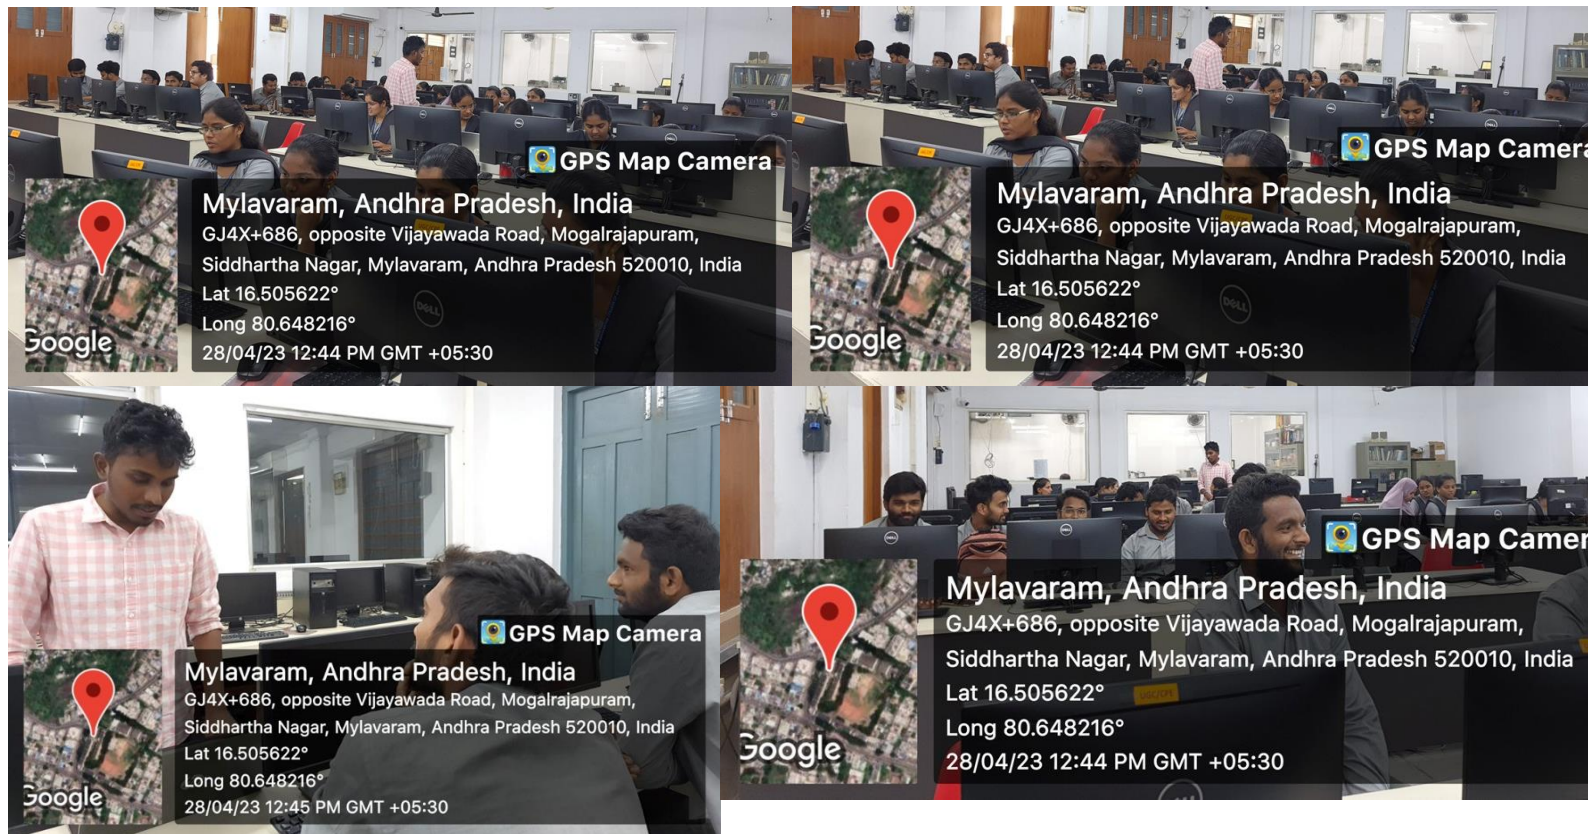 GPS Map Camera
Mylavaram, Andhra Pradesh, India
GJ4X+686, opposite Vijayawada Road, Mogalrajapuram,
Siddhartha Nagar, Mylavaram, Andhra Pradesh 520010, India
Lat 16.505622°
Long 80.648216°
28/04/23 12:44 PM GMT +05:30
Google
DELL
GPS Map Camera
Mylavaram, Andhra Pradesh, India
GJ4X+686, opposite Vijayawada Road, Mogalrajapuram,
Siddhartha Nagar, Mylavaram, Andhra Pradesh 520010, India
Lat 16.505622°
Long 80.648216°
28/04/23 12:44 PM GMT +05:30
Google
DELL
GPS Map Camera
Mylavaram, Andhra Pradesh, India
GJ4X+686, opposite Vijayawada Road, Mogalrajapuram,
Siddhartha Nagar, Mylavaram, Andhra Pradesh 520010, India
Lat 16.505622°
Long 80.648216°
28/04/23 12:45 PM GMT +05:30
Google
GPS Map Camer
Mylavaram, Andhra Pradesh, India
GJ4X+686, opposite Vijayawada Road, Mogalrajapuram,
Siddhartha Nagar, Mylavaram, Andhra Pradesh 520010, India
Lat 16.505622°
UGC/CPE
Long 80.648216°
28/04/23 12:44 PM GMT +05:30
Google